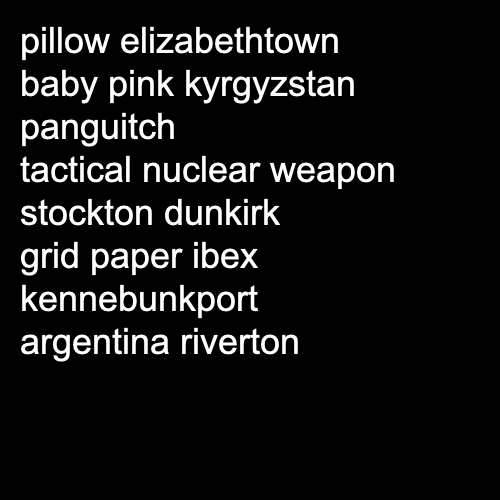 pillow elizabethtown
baby pink kyrgyzstan
panguitch
tactical nuclear weapon
stockton dunkirk
grid paper ibex
kennebunkport
argentina riverton